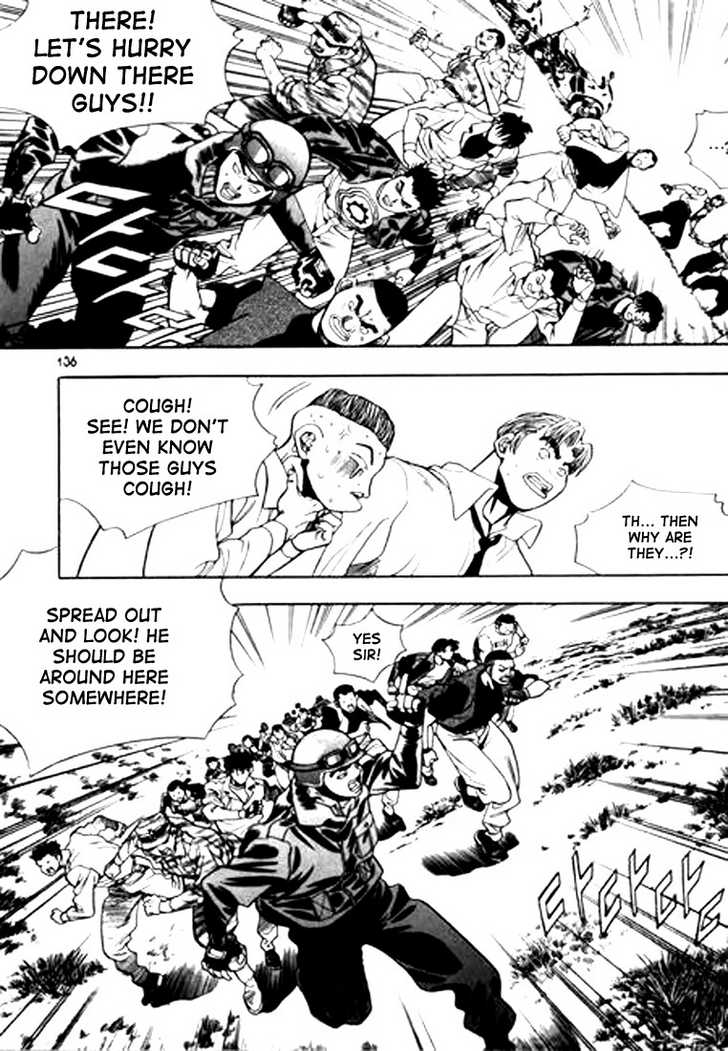 THERE!
LET'S HURRY
DOWN THERE
GUYS!!
...
136
COUGH!
SEE! WE DON'T
EVEN KNOW
THOSE GUYS
COUGH!
TH... THEN
WHY ARE
THEY...?!
SPREAD OUT
AND LOOK! HE
SHOULD BE
AROUND HERE
SOMEWHERE!
YES
SIR!